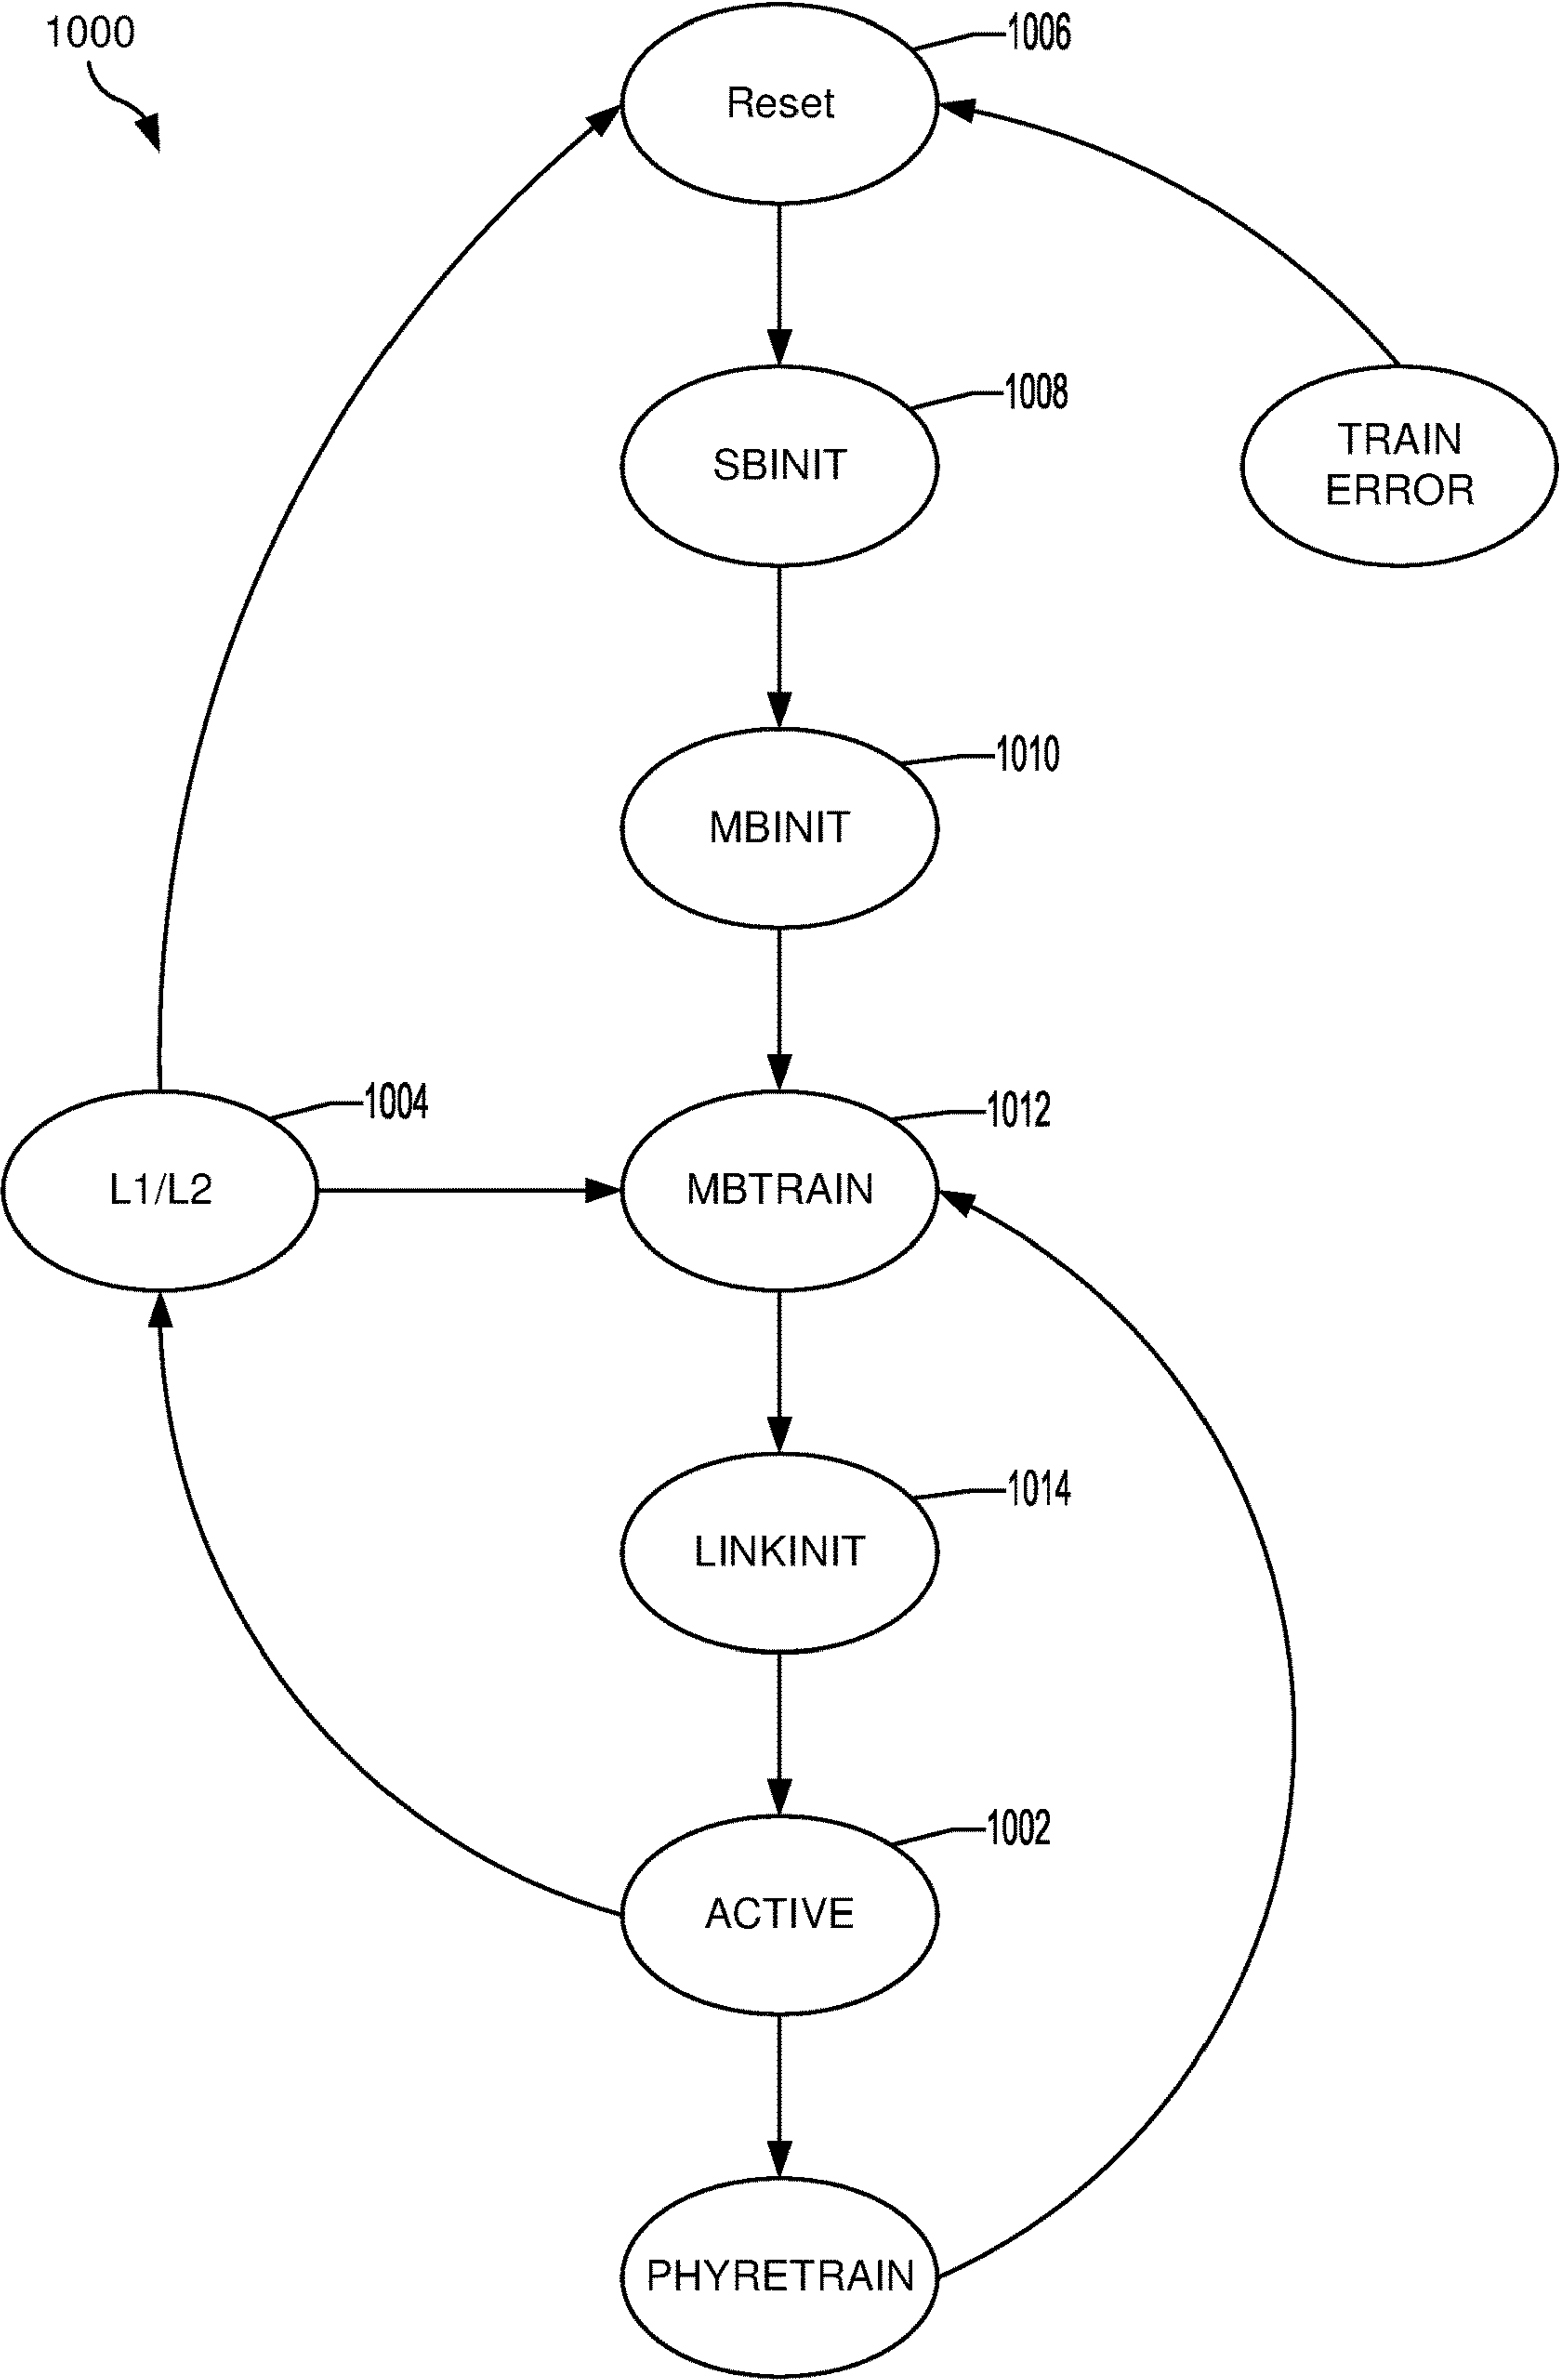 1000
1006
Reset
1008
SBINIT
TRAIN
ERROR
1010
MBINIT
1004
1012
L1/L2
MBTRAIN
1014
LINKINIT
1002
ACTIVE
PHYRETRAIN